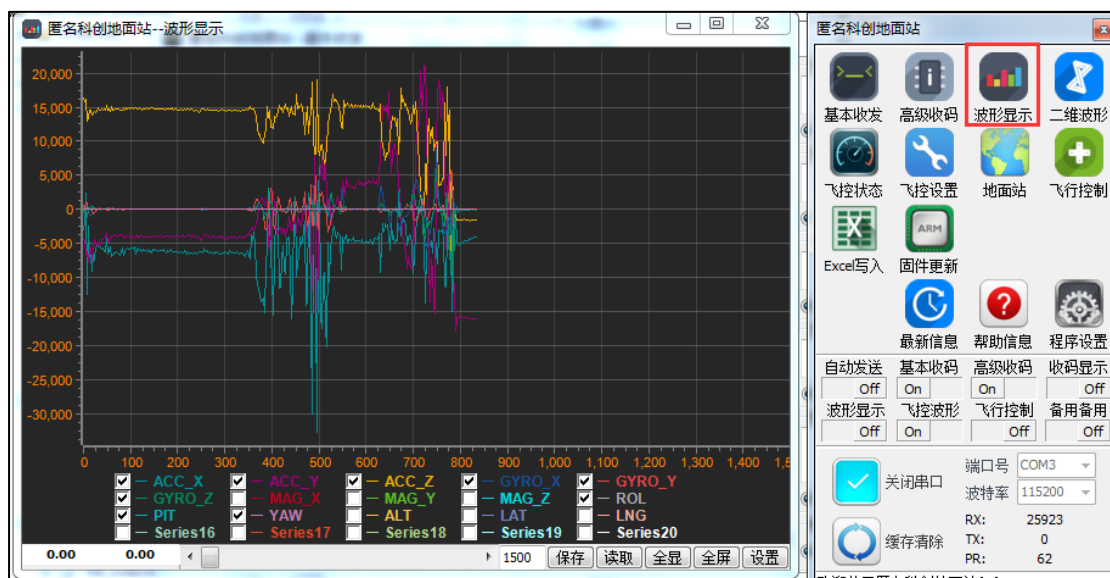 匿名科创地面站--波形显示
20,000
15,000
10,000
5,000
0
-5,000
-10,000
-15,000
-20,000
-25,000
-30,000
0 100 200 300 400 500 600 700 800 900 1,000 1,100 1,200 1,300 1,400
ACC_X ACC_Y ACC_Z GYRO_X GYRO_Y
GYRO_Z MAG_X MAG_Y MAG_Z ROL
PIT YAW ALT LAT LNG
Series16 Series17 Series18 Series19 Series20
0.00 0.00 1500 保存 读取 全显 全屏 设置
匿名科创地面站
基本收发 高级收码 波形显示 二维波形
飞控状态 飞控设置 地面站 飞行控制
ARM
Excel写入 固件更新
最新信息 帮助信息 程序设置
自动发送 基本收码 高级收码 收码显示
Off On On Off
波形显示 飞控波形 飞行控制 备用备用
Off On Off Off
关闭串口
端口号 COM3
波特率 115200
缓存清除
RX: 25923
TX: 0
PR: 62